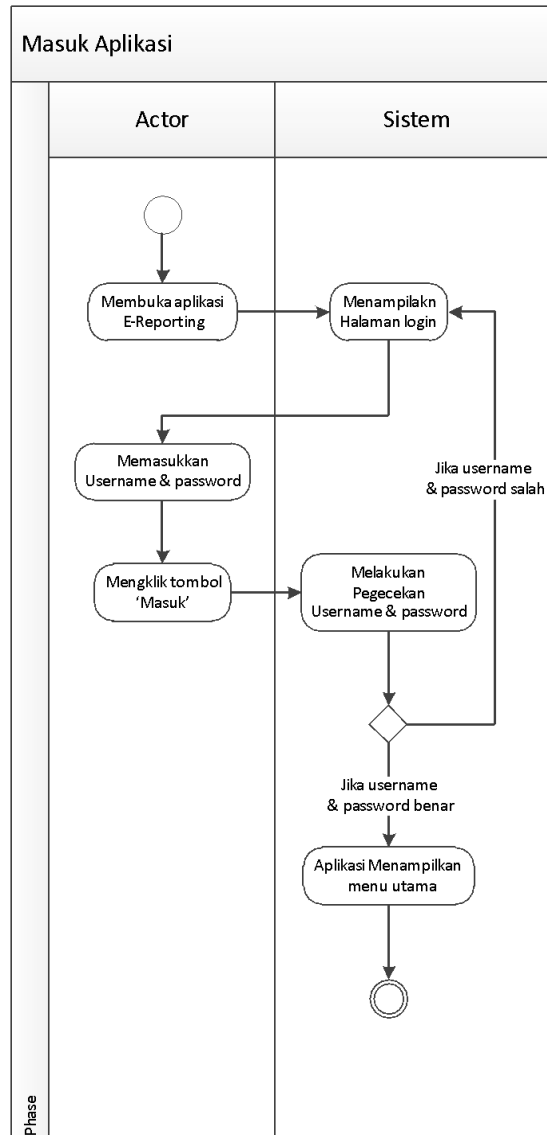 Masuk Aplikasi
Actor
Sistem
Membuka aplikasi
E-Reporting
Menampilakn
Halaman login
Memasukkan
Username & password
Jika username
& password salah
Mengklik tombol
‘Masuk’
Melakukan
Pegecekan
Username & password
Jika username
& password benar
Aplikasi Menampilkan
menu utama
Phase